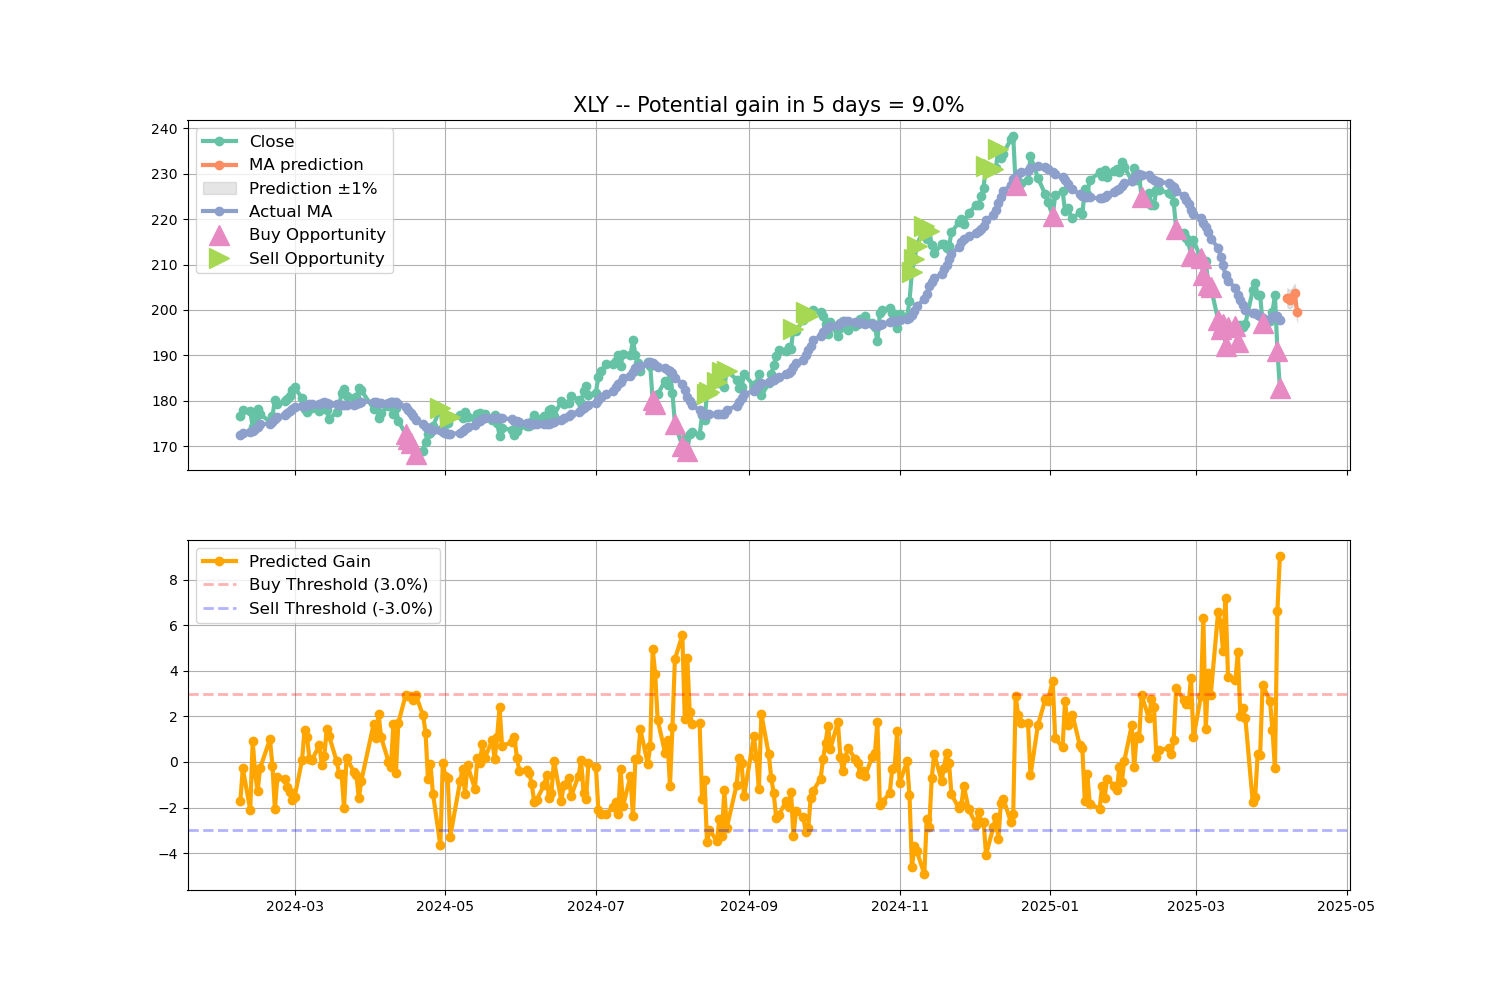 XLY -- Potential gain in 5 days = 9.0%
240
230
220
210
200
190
180
170
Close
MA prediction
Prediction ±1%
Actual MA
Buy Opportunity
Sell Opportunity
8
6
4
2
0
−2
−4
Predicted Gain
Buy Threshold (3.0%)
Sell Threshold (-3.0%)
2024-03
2024-05
2024-07
2024-09
2024-11
2025-01
2025-03
2025-05